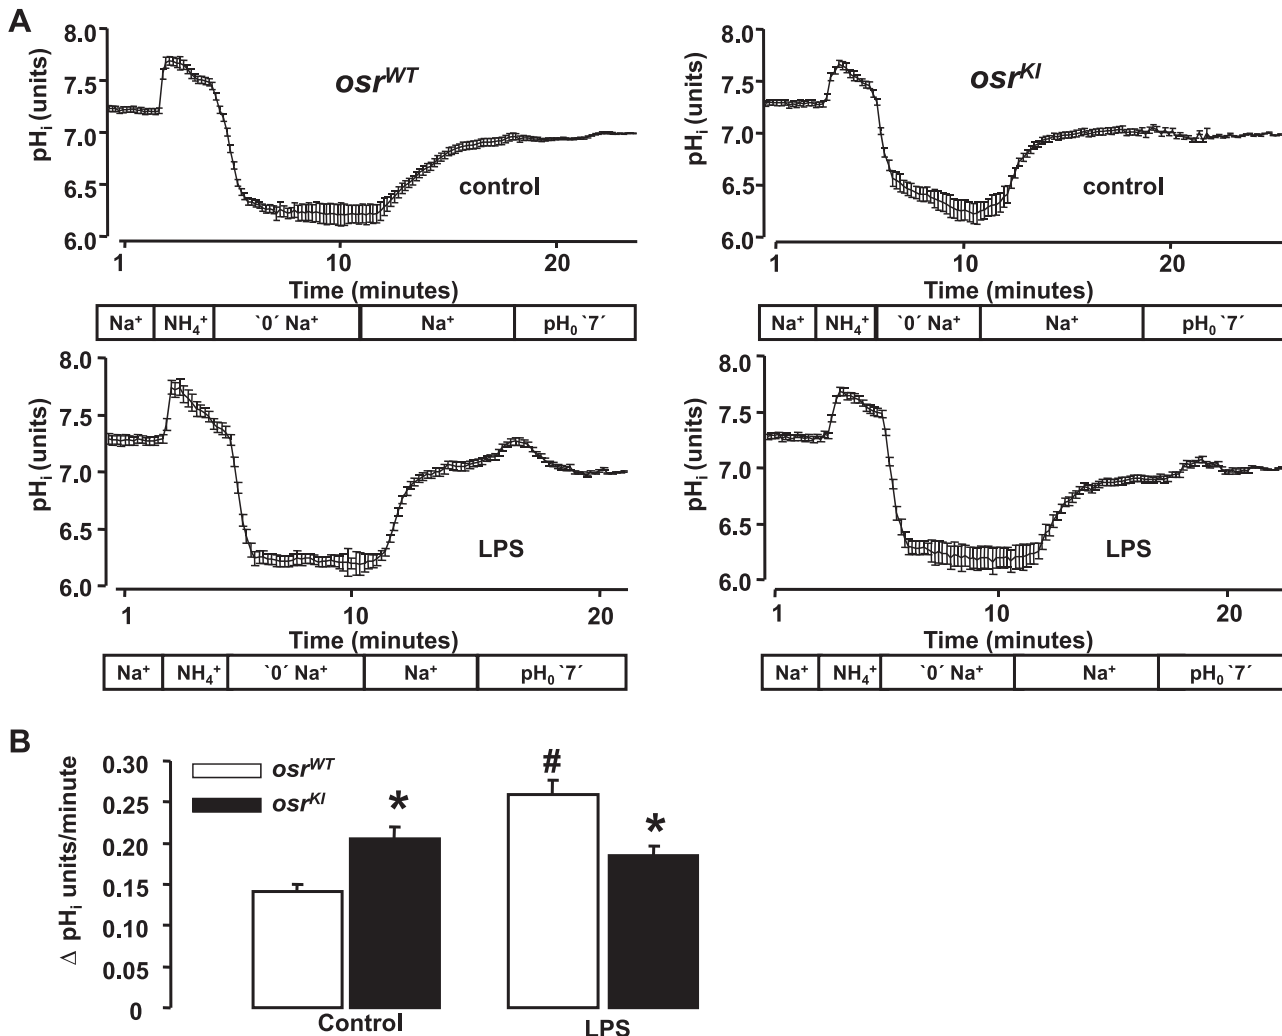 A
osrWT
control
pHi (units)
8.0
7.5
7.0
6.5
6.0
1 10 20
Time (minutes)
Na+ NH4+ `0´ Na+ Na+ pH0 `7´
osrKI
control
pHi (units)
8.0
7.5
7.0
6.5
6.0
1 10 20
Time (minutes)
Na+ NH4+ `0´ Na+ Na+ pH0 `7´
LPS
pHi (units)
8.0
7.5
7.0
6.5
6.0
1 10 20
Time (minutes)
Na+ NH4+ `0´ Na+ Na+ pH0 `7´
LPS
pHi (units)
8.0
7.5
7.0
6.5
6.0
1 10 20
Time (minutes)
Na+ NH4+ `0´ Na+ Na+ pH0 `7´
B
Δ pHi units/minute
0.30
0.25
0.20
0.15
0.10
0.05
0
osrWT
osrKI
*
#
*
Control LPS